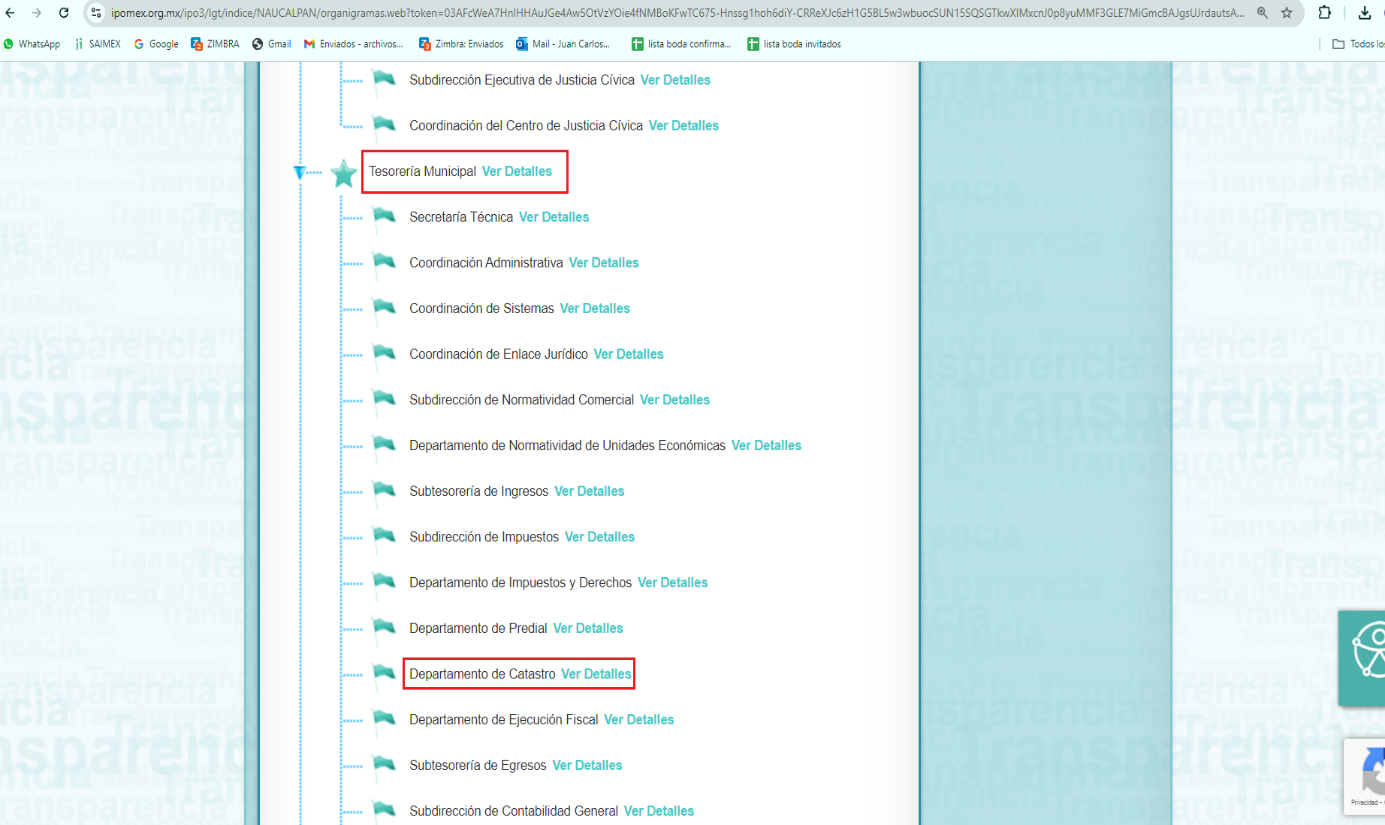 ipomex.org.mx/ipo3/lgt/indice/NAUCALPAN/organigramas.web?token=
WhatsApp SAIMEX Google ZIMBRA Gmail Enviados - archivos... Zimbra: Enviados Mail - Juan Carlos... lista boda confirma... lista boda invitados Todos los
Subdirección Ejecutiva de Justicia Cívica Ver Detalles
Coordinación del Centro de Justicia Cívica Ver Detalles
Tesorería Municipal Ver Detalles
Secretaría Técnica Ver Detalles
Coordinación Administrativa Ver Detalles
Coordinación de Sistemas Ver Detalles
Coordinación de Enlace Jurídico Ver Detalles
Subdirección de Normatividad Comercial Ver Detalles
Departamento de Normatividad de Unidades Económicas Ver Detalles
Subtesorería de Ingresos Ver Detalles
Subdirección de Impuestos Ver Detalles
Departamento de Impuestos y Derechos Ver Detalles
Departamento de Predial Ver Detalles
Departamento de Catastro Ver Detalles
Departamento de Ejecución Fiscal Ver Detalles
Subtesorería de Egresos Ver Detalles
Subdirección de Contabilidad General Ver Detalles
Privacidad -
Transparencia